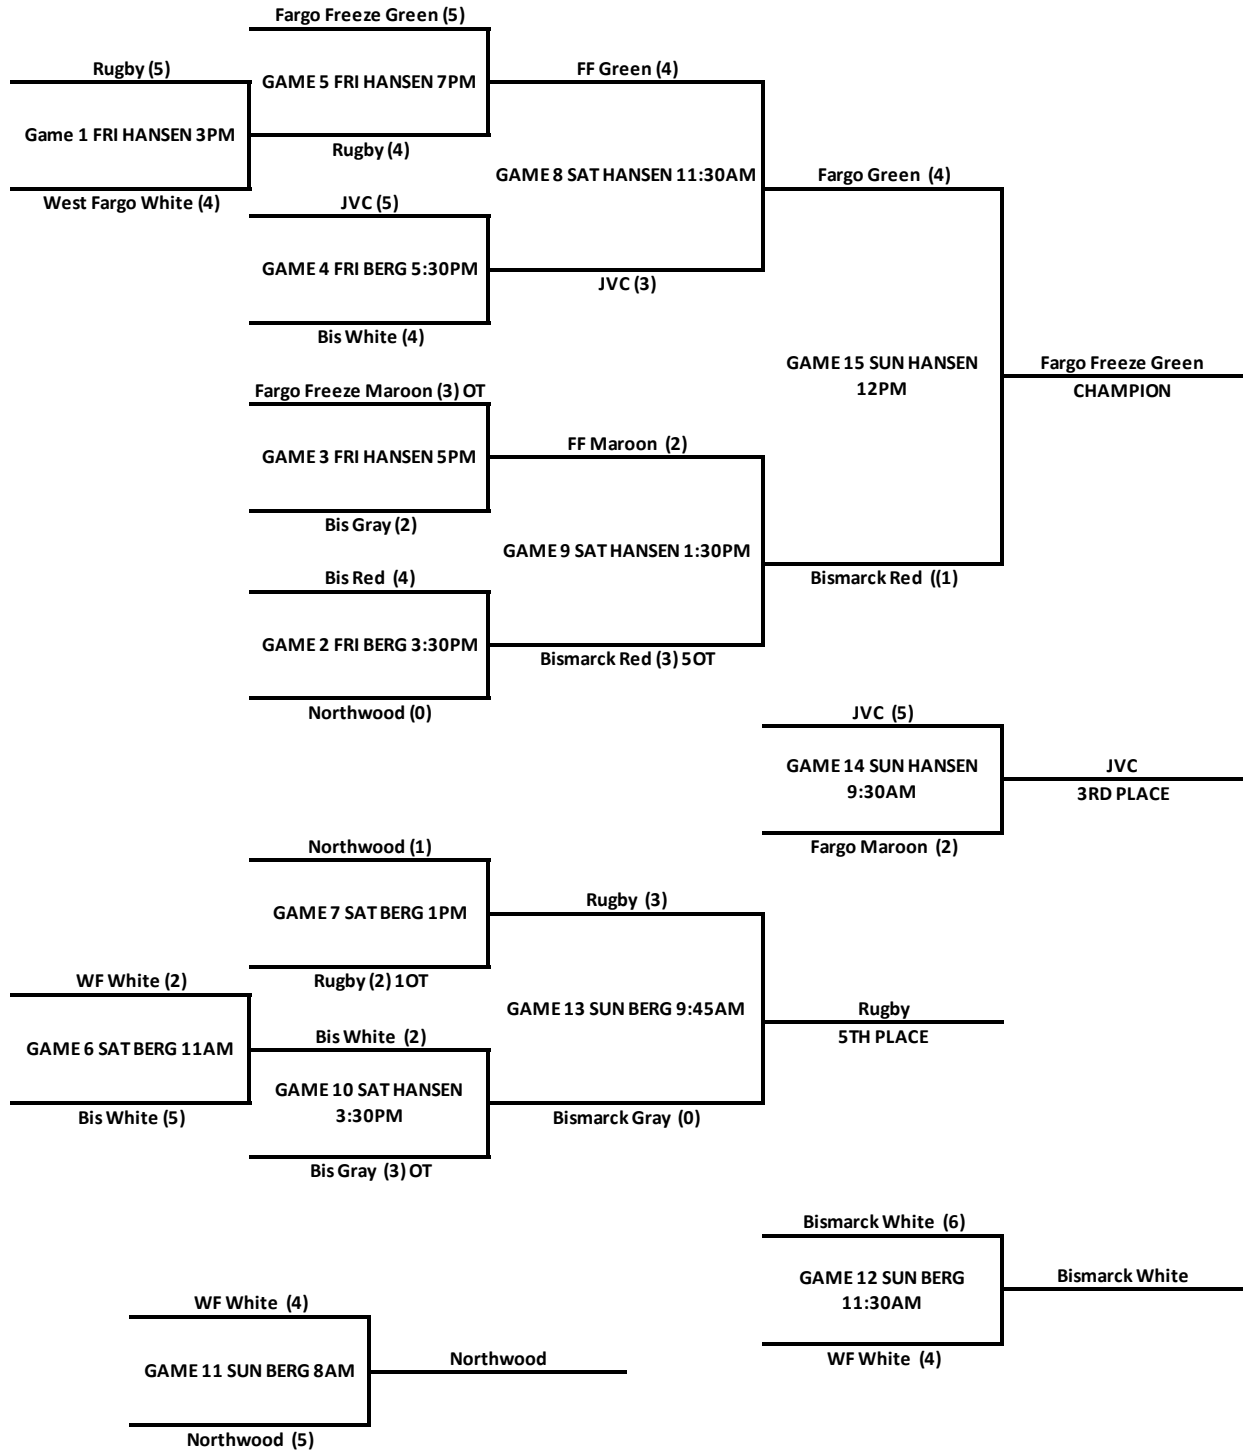 Fargo Freeze Green (5)
Rugby (5)
GAME 5 FRI HANSEN 7PM
FF Green (4)
Game 1 FRI HANSEN 3PM
Rugby (4)
GAME 8 SAT HANSEN 11:30AM
Fargo Green (4)
West Fargo White (4)
JVC (5)
GAME 4 FRI BERG 5:30PM
JVC (3)
Bis White (4)
GAME 15 SUN HANSEN
12PM
Fargo Freeze Green
CHAMPION
Fargo Freeze Maroon (3) OT
GAME 3 FRI HANSEN 5PM
FF Maroon (2)
Bis Gray (2)
GAME 9 SAT HANSEN 1:30PM
Bismarck Red ((1)
Bis Red (4)
GAME 2 FRI BERG 3:30PM
Bismarck Red (3) 5OT
Northwood (0)
JVC (5)
GAME 14 SUN HANSEN
9:30AM
JVC
3RD PLACE
Fargo Maroon (2)
Northwood (1)
GAME 7 SAT BERG 1PM
Rugby (3)
Rugby (2) 1OT
WF White (2)
GAME 13 SUN BERG 9:45AM
Rugby
5TH PLACE
GAME 6 SAT BERG 11AM
Bis White (2)
GAME 10 SAT HANSEN
3:30PM
Bis White (5)
Bismarck Gray (0)
Bis Gray (3) OT
Bismarck White (6)
GAME 12 SUN BERG
11:30AM
Bismarck White
WF White (4)
WF White (4)
GAME 11 SUN BERG 8AM
Northwood
Northwood (5)